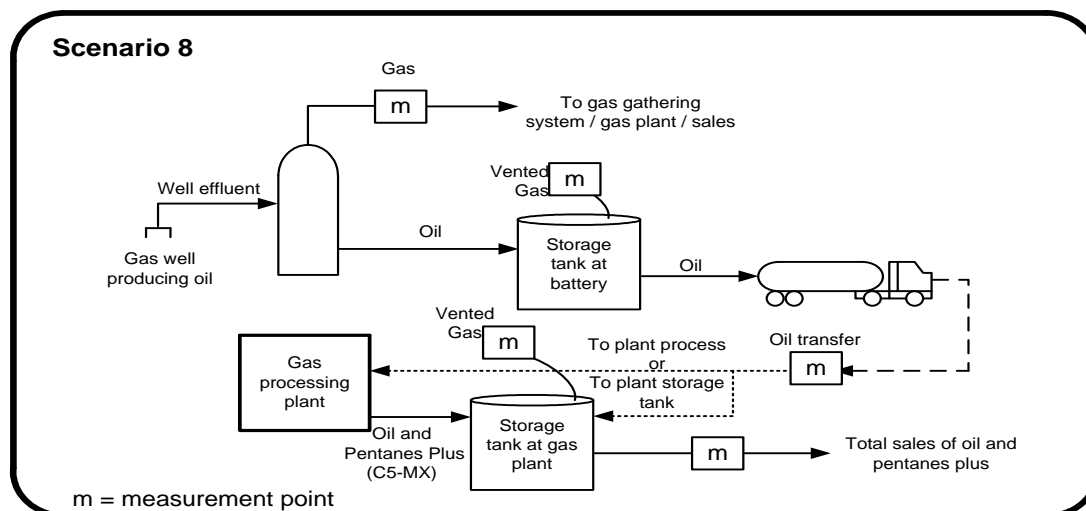 Scenario 8
Gas
m
To gas gathering
system / gas plant / sales
Well effluent
Gas well
producing oil
Oil
Vented
Gas
m
Storage
tank at
battery
Oil
Vented
Gas
m
Oil transfer
m
To plant process
or
To plant storage
tank
Gas
processing
plant
Oil and
Pentanes Plus
(C5-MX)
Storage
tank at gas
plant
m
Total sales of oil and
pentanes plus
m = measurement point